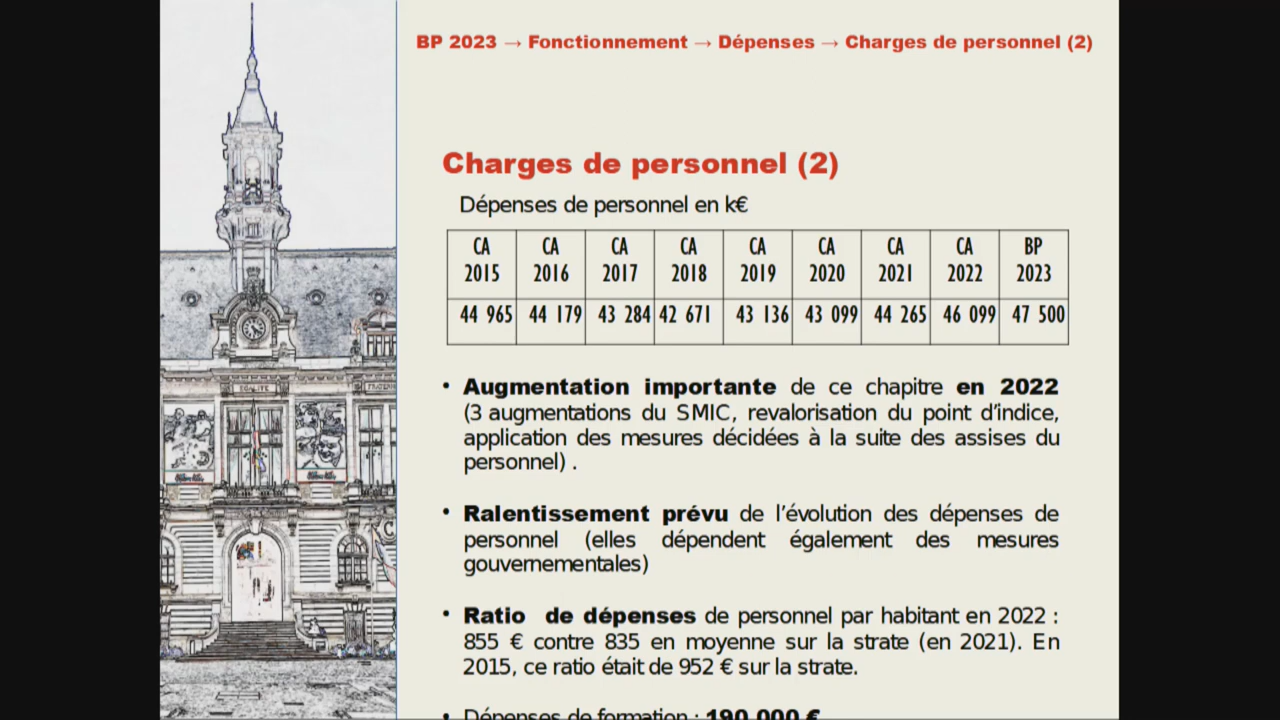 BP 2023 → Fonctionnement → Dépenses → Charges de personnel (2)
Charges de personnel (2)
Dépenses de personnel en k€
CA 2015 CA 2016 CA 2017 CA 2018 CA 2019 CA 2020 CA 2021 CA 2022 BP 2023
44 965 44 179 43 284 42 671 43 136 43 099 44 265 46 099 47 500
• Augmentation importante de ce chapitre en 2022
(3 augmentations du SMIC, revalorisation du point d’indice,
application des mesures décidées à la suite des assises du
personnel) .
• Ralentissement prévu de l’évolution des dépenses de
personnel (elles dépendent également des mesures
gouvernementales)
• Ratio de dépenses de personnel par habitant en 2022 :
855 € contre 835 en moyenne sur la strate (en 2021). En
2015, ce ratio était de 952 € sur la strate.
• Dépenses de formation : 190 000 €
EGALITE